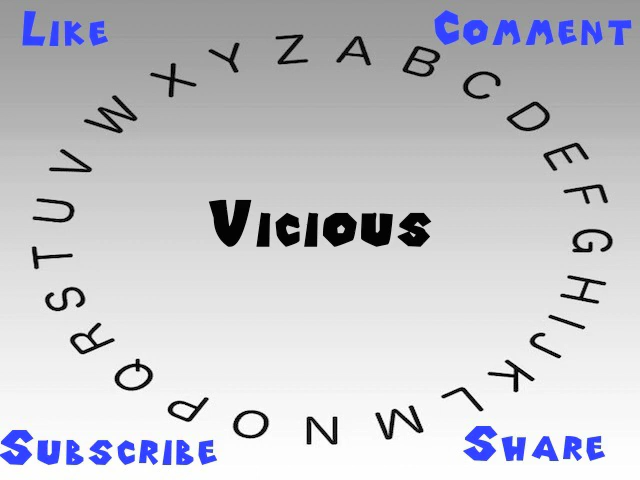 Like
Comment
A B C D E F G H I J K L M N O P Q R S T U V W X Y Z
Vicious
Subscribe
Share